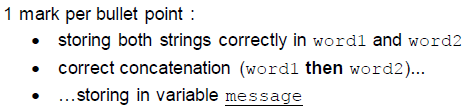 1 mark per bullet point :
• storing both strings correctly in word1 and word2
• correct concatenation (word1 then word2)...
• ...storing in variable message